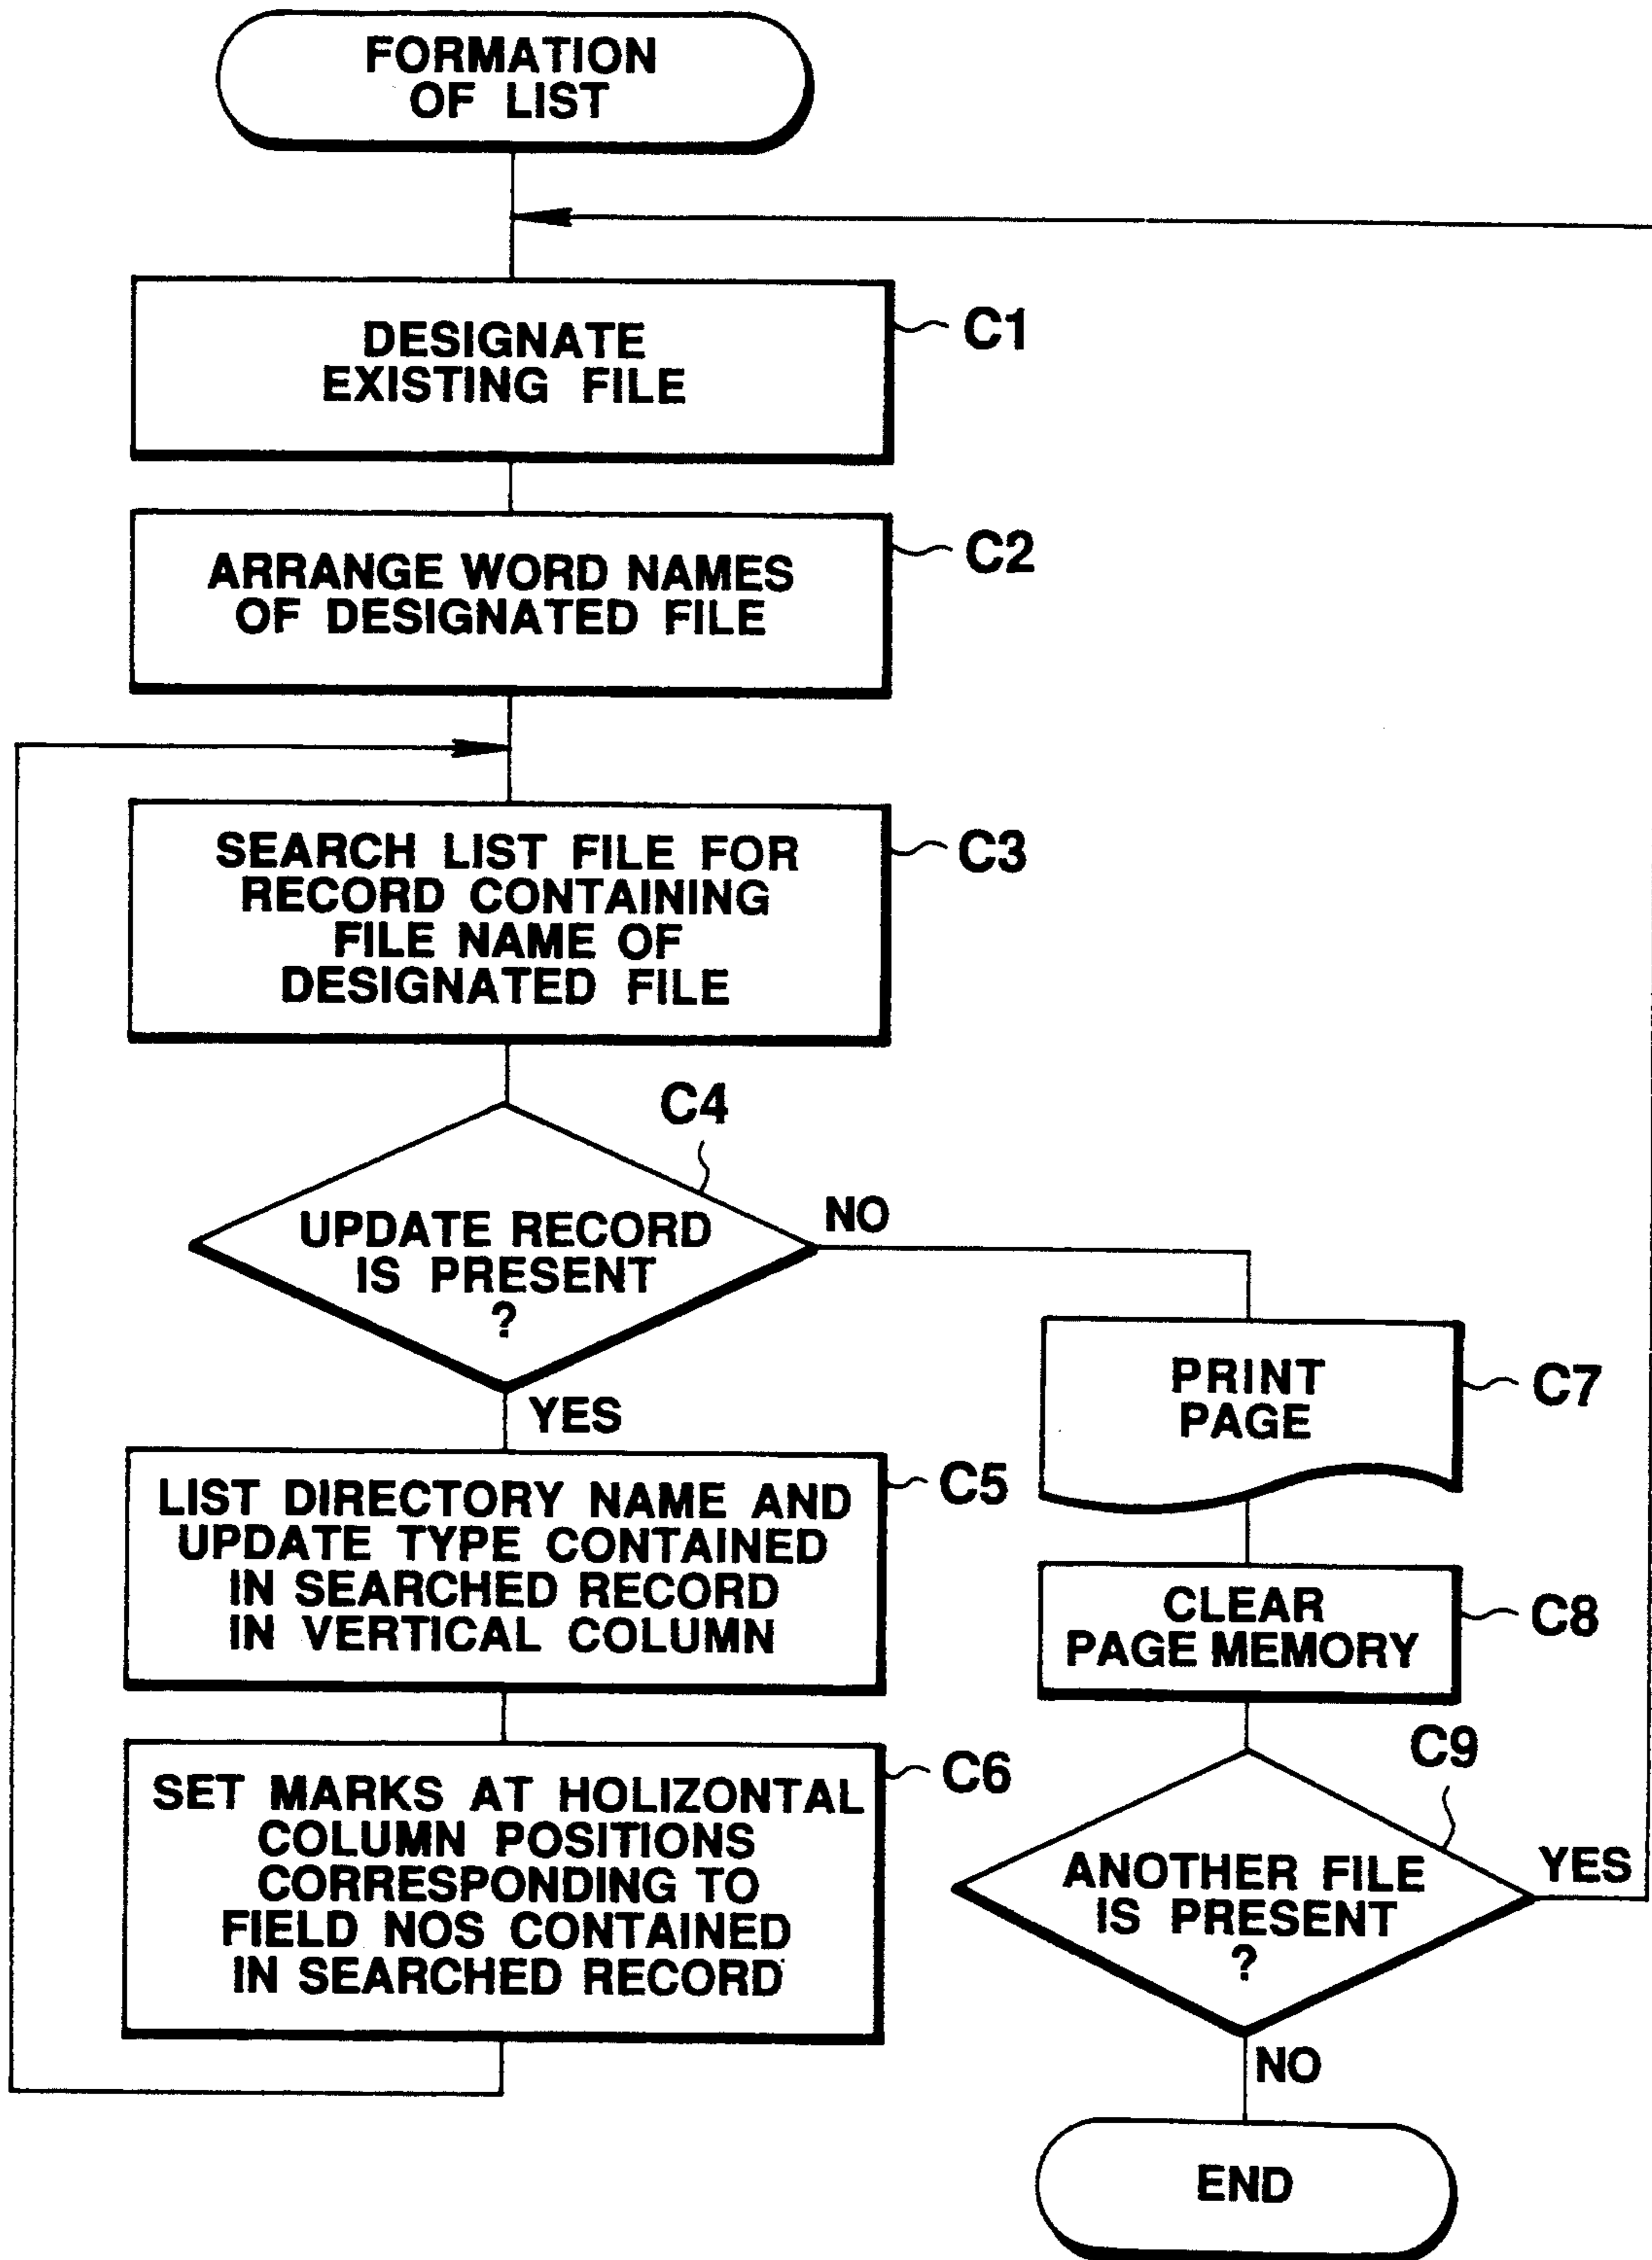 FORMATION
OF LIST
DESIGNATE
EXISTING FILE
C1
ARRANGE WORD NAMES
OF DESIGNATED FILE
C2
SEARCH LIST FILE FOR
RECORD CONTAINING
FILE NAME OF
DESIGNATED FILE
C3
C4
UPDATE RECORD
IS PRESENT
?
NO
YES
LIST DIRECTORY NAME AND
UPDATE TYPE CONTAINED
IN SEARCHED RECORD
IN VERTICAL COLUMN
C5
SET MARKS AT HOLIZONTAL
COLUMN POSITIONS
CORRESPONDING TO
FIELD NOS CONTAINED
IN SEARCHED RECORD
C6
PRINT
PAGE
C7
CLEAR
PAGE MEMORY
C8
C9
ANOTHER FILE
IS PRESENT
?
YES
NO
END